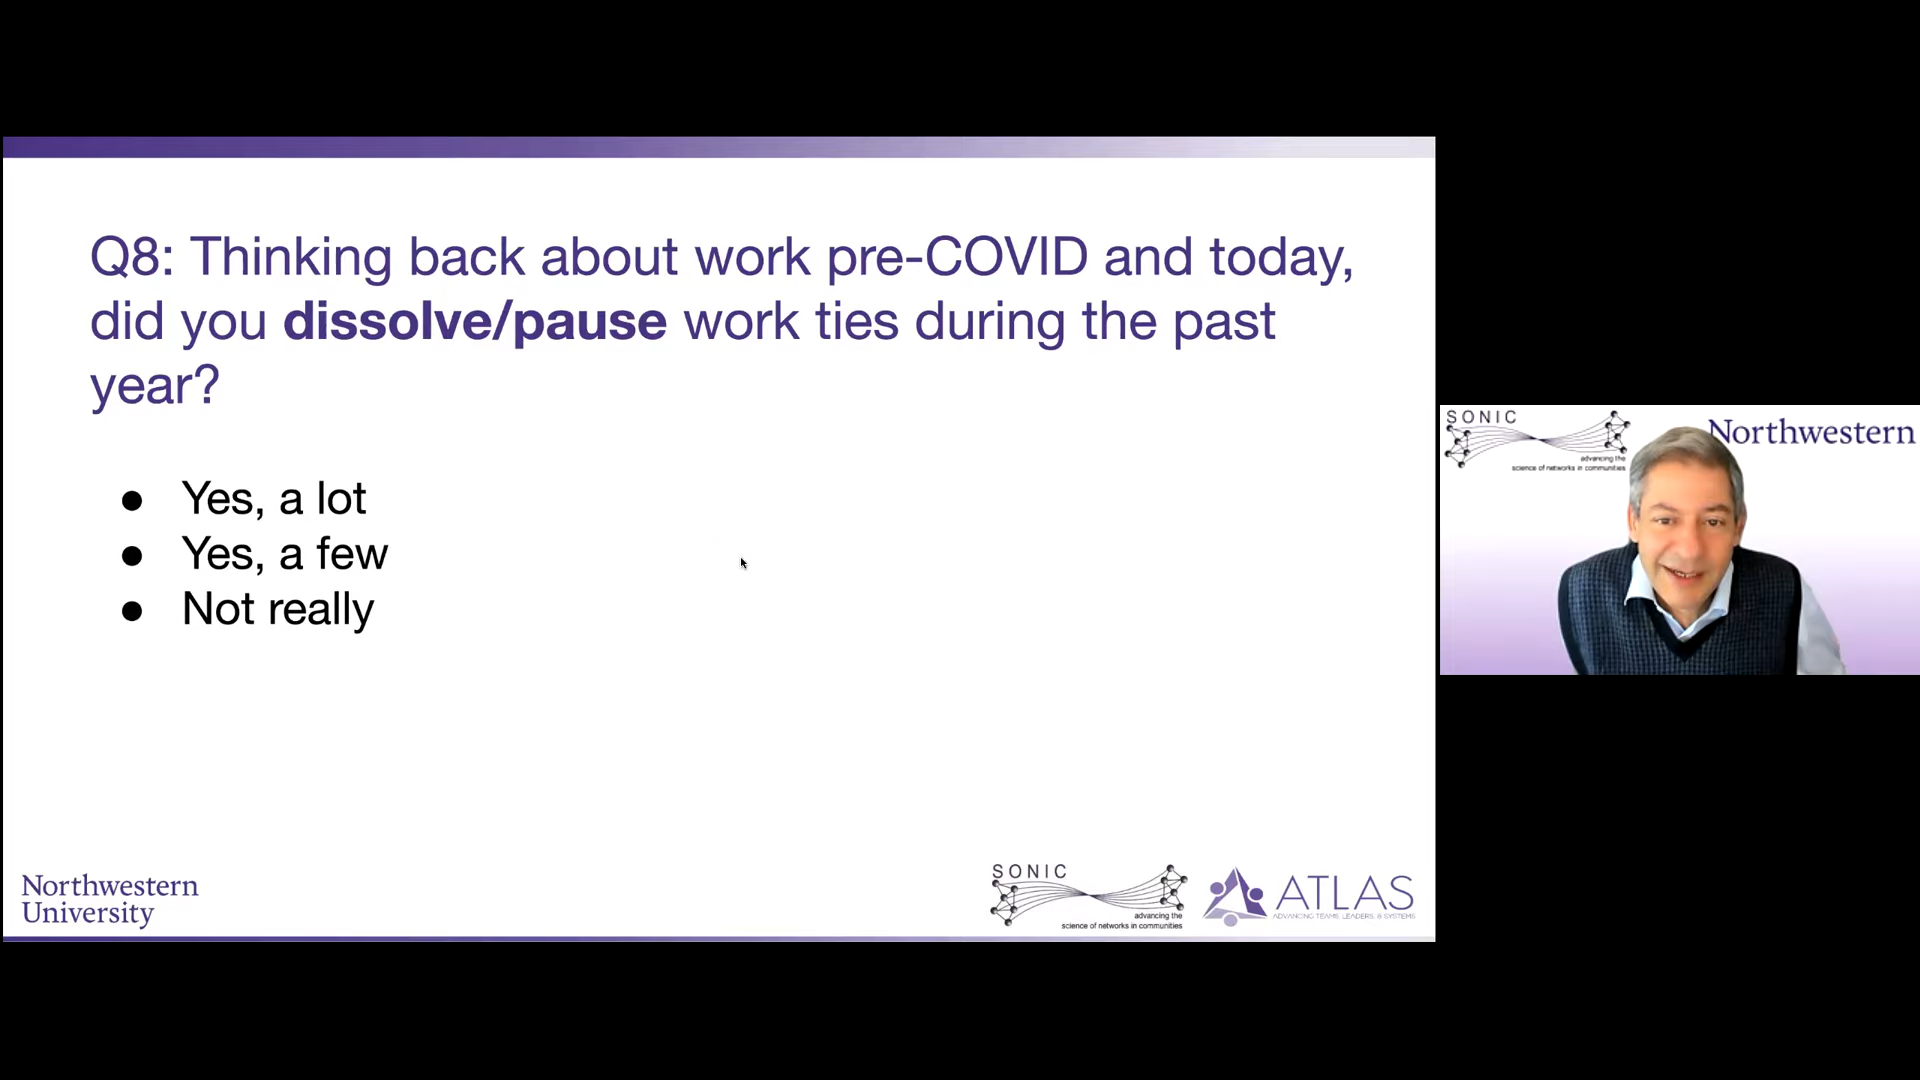 Q8: Thinking back about work pre-COVID and today,
did you dissolve/pause work ties during the past
year?
● Yes, a lot
● Yes, a few
● Not really
Northwestern
University
SONIC
advancing the
science of networks in communities
ATLAS
ADVANCING TEAMS, LEADERS, & SYSTEMS
SONIC
advancing the
science of networks in communities
Northwestern